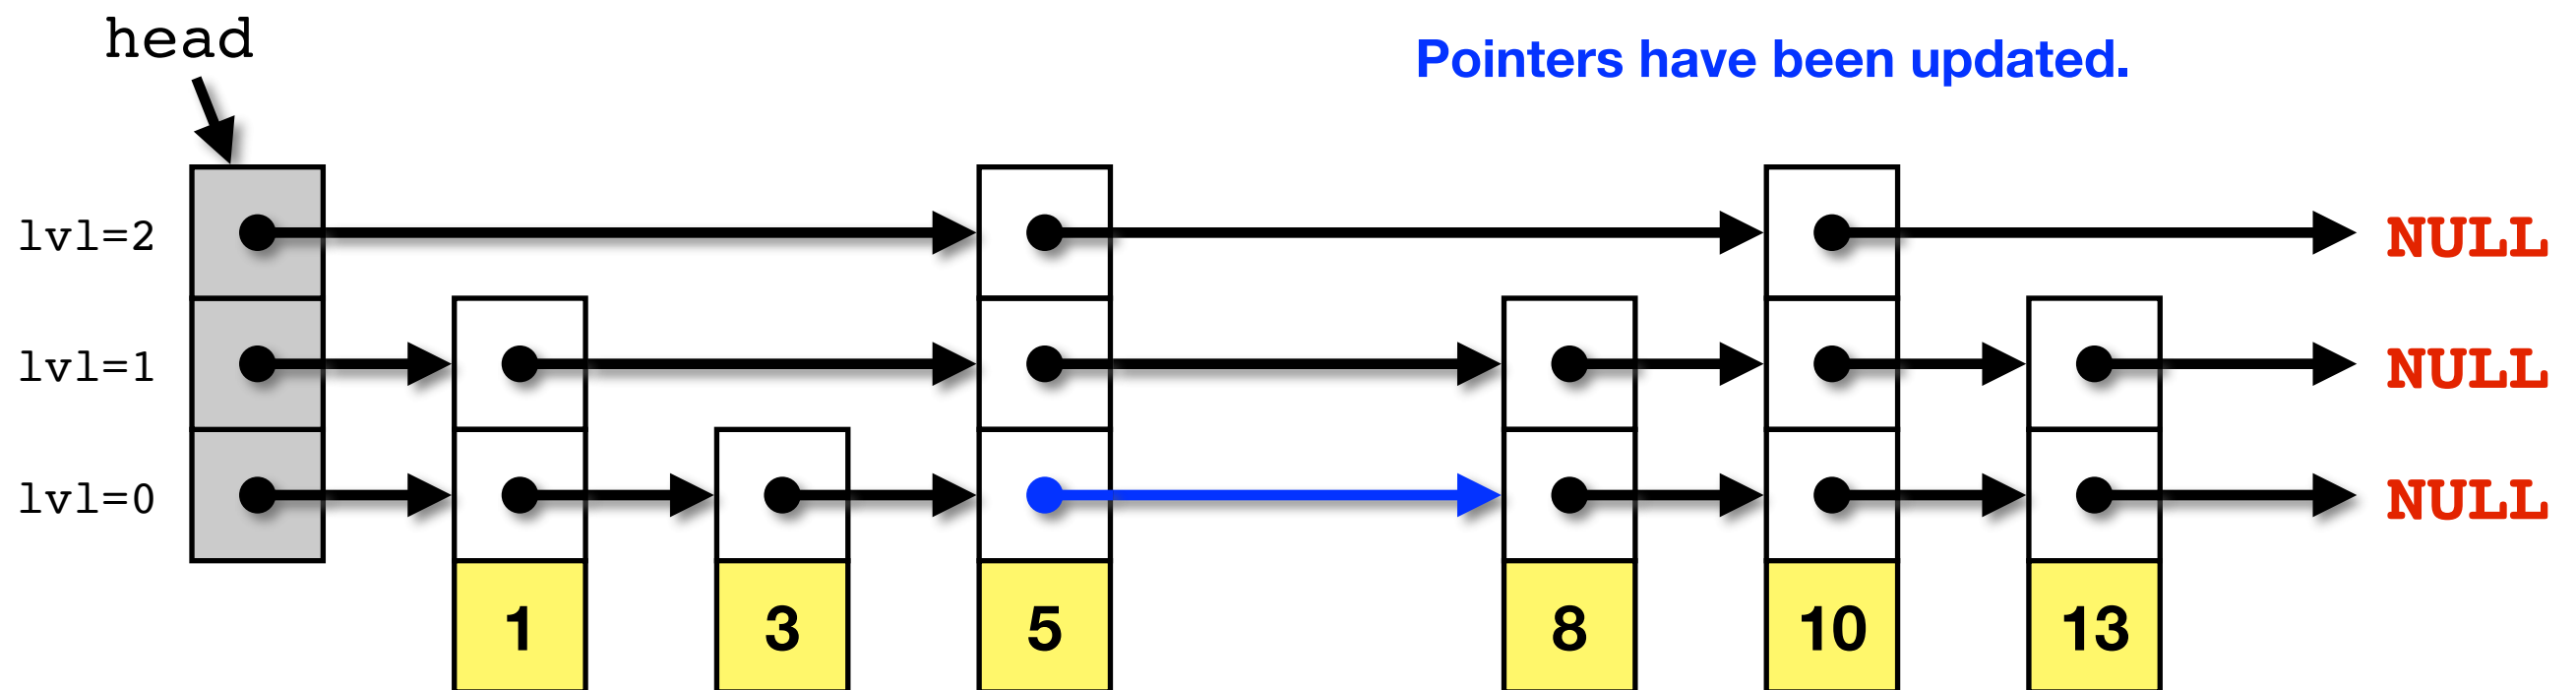 head
Pointers have been updated.
lvl=2 NULL
lvl=1 NULL
lvl=0 NULL
1 3 5 8 10 13